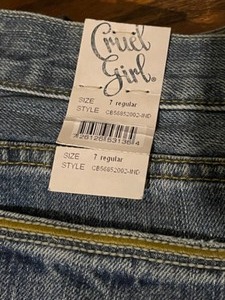 Cruel
Girl®
SIZE 7 regular
STYLE CB56852002-IND
SIZE 7 regular
STYLE CB56852002-IND